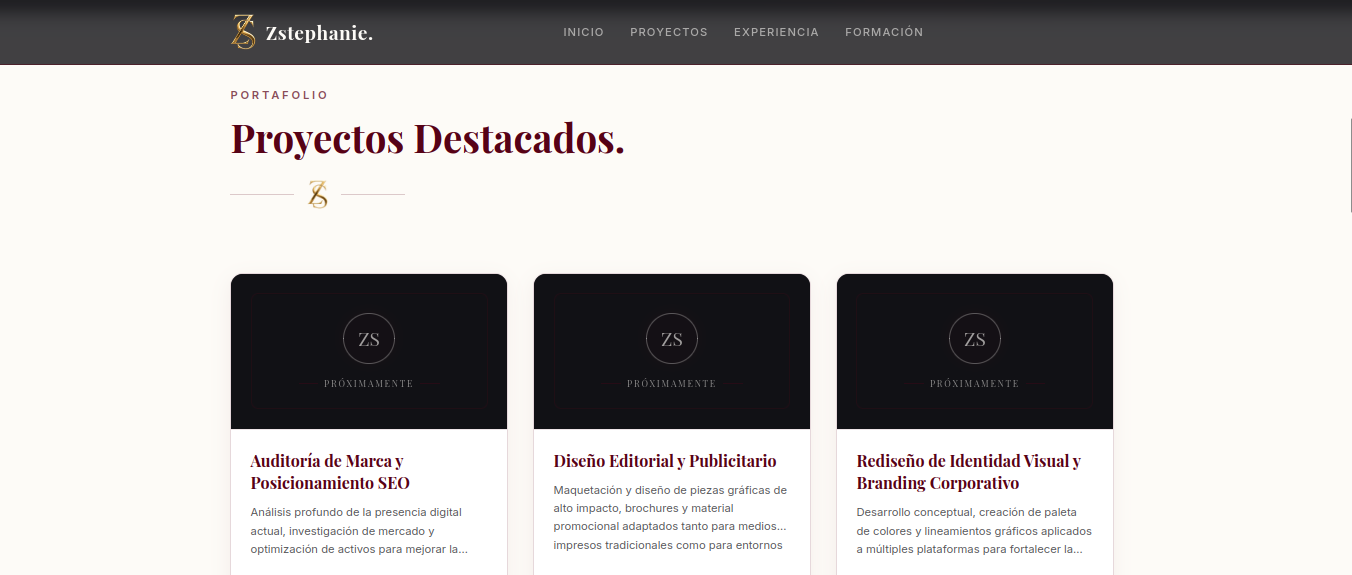 ZS Zstephanie.
INICIO PROYECTOS EXPERIENCIA FORMACIÓN
PORTAFOLIO
Proyectos Destacados.
ZS
ZS
PRÓXIMAMENTE
Auditoría de Marca y
Posicionamiento SEO
Análisis profundo de la presencia digital
actual, investigación de mercado y
optimización de activos para mejorar la...
ZS
PRÓXIMAMENTE
Diseño Editorial y Publicitario
Maquetación y diseño de piezas gráficas de
alto impacto, brochures y material
promocional adaptados tanto para medios...
impresos tradicionales como para entornos
ZS
PRÓXIMAMENTE
Rediseño de Identidad Visual y
Branding Corporativo
Desarrollo conceptual, creación de paleta
de colores y lineamientos gráficos aplicados
a múltiples plataformas para fortalecer la...